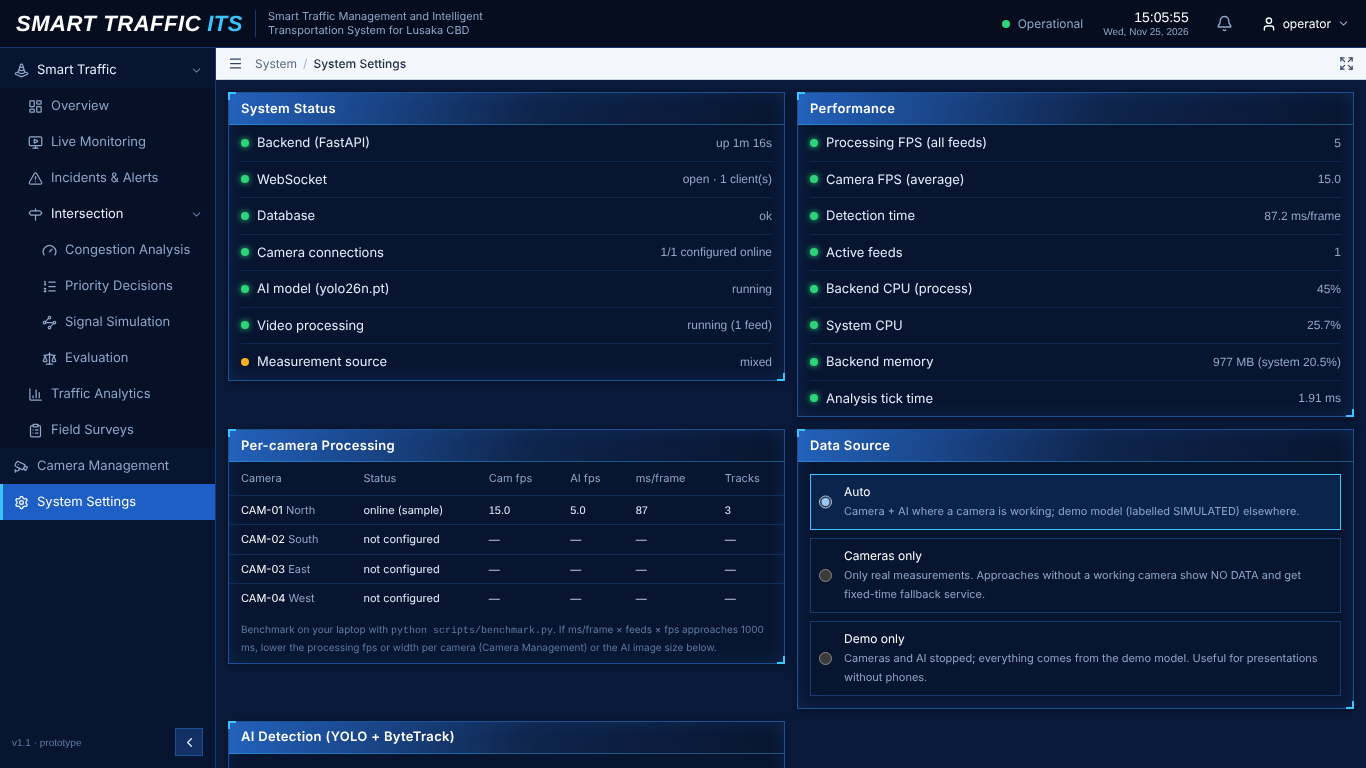 SMART TRAFFIC ITS
Smart Traffic Management and Intelligent
Transportation System for Lusaka CBD
Operational
15:05:55
Wed, Nov 25, 2026
operator
Smart Traffic
Overview
Live Monitoring
Incidents & Alerts
Intersection
Congestion Analysis
Priority Decisions
Signal Simulation
Evaluation
Traffic Analytics
Field Surveys
Camera Management
System Settings
v1.1 · prototype
System / System Settings
System Status
Backend (FastAPI) up 1m 16s
WebSocket open · 1 client(s)
Database ok
Camera connections 1/1 configured online
AI model (yolo26n.pt) running
Video processing running (1 feed)
Measurement source mixed
Performance
Processing FPS (all feeds) 5
Camera FPS (average) 15.0
Detection time 87.2 ms/frame
Active feeds 1
Backend CPU (process) 45%
System CPU 25.7%
Backend memory 977 MB (system 20.5%)
Analysis tick time 1.91 ms
Per-camera Processing
Camera Status Cam fps AI fps ms/frame Tracks
CAM-01 North online (sample) 15.0 5.0 87 3
CAM-02 South not configured — — — —
CAM-03 East not configured — — — —
CAM-04 West not configured — — — —
Benchmark on your laptop with python scripts/benchmark.py. If ms/frame × feeds × fps approaches 1000
ms, lower the processing fps or width per camera (Camera Management) or the AI image size below.
Data Source
Auto
Camera + AI where a camera is working; demo model (labelled SIMULATED) elsewhere.
Cameras only
Only real measurements. Approaches without a working camera show NO DATA and get
fixed-time fallback service.
Demo only
Cameras and AI stopped; everything comes from the demo model. Useful for presentations
without phones.
AI Detection (YOLO + ByteTrack)